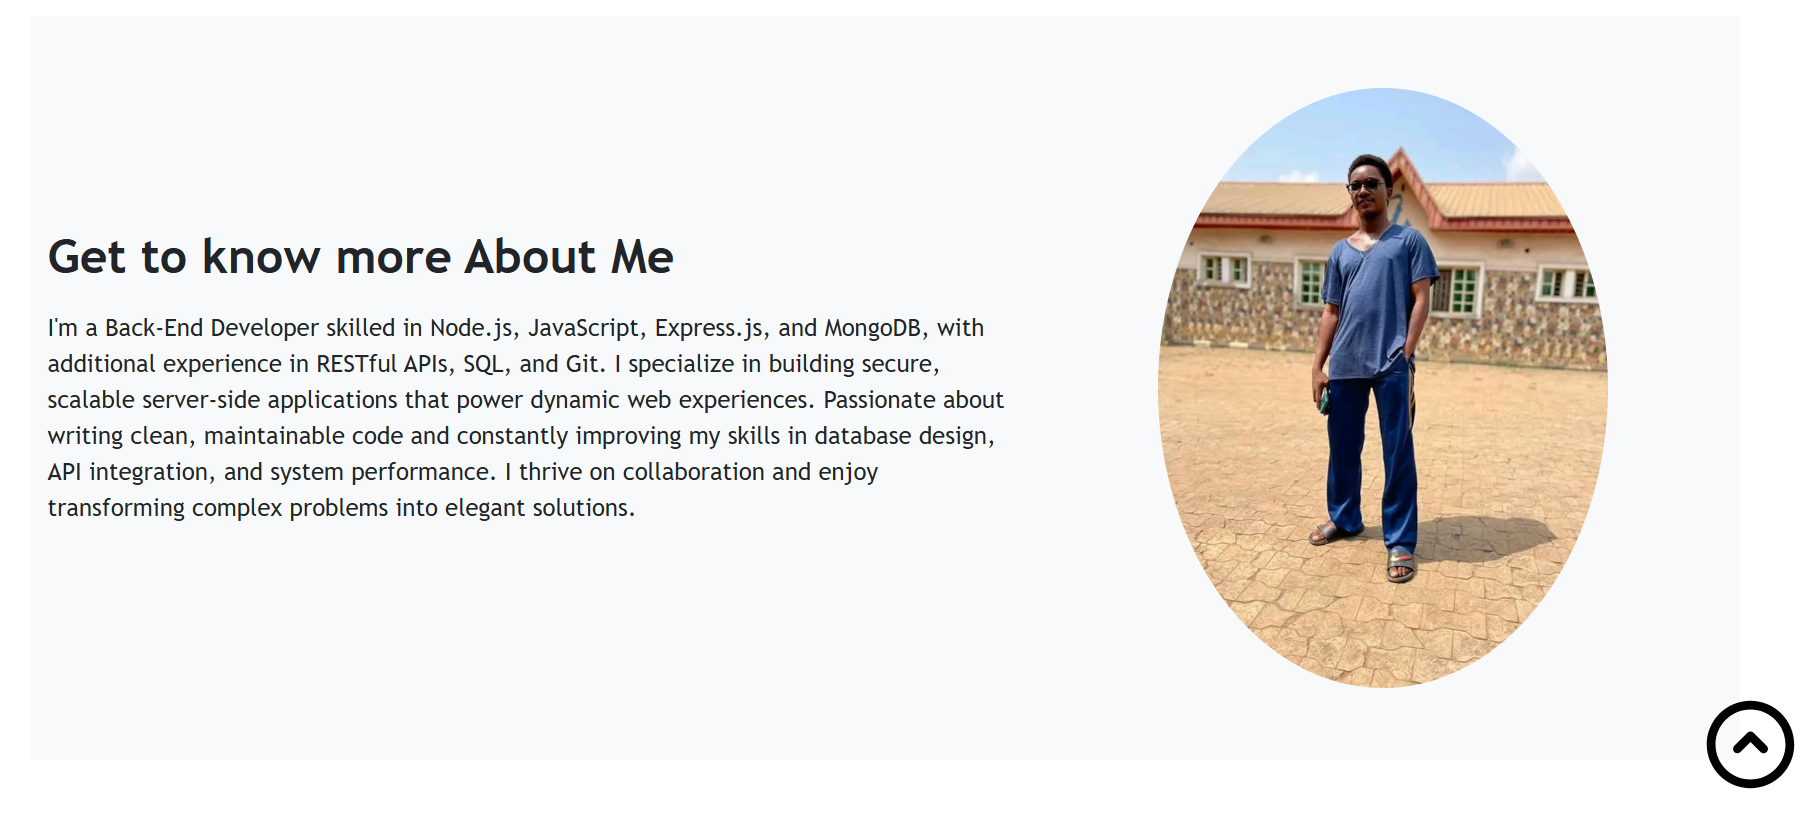 Get to know more About Me
I'm a Back-End Developer skilled in Node.js, JavaScript, Express.js, and MongoDB, with
additional experience in RESTful APIs, SQL, and Git. I specialize in building secure,
scalable server-side applications that power dynamic web experiences. Passionate about
writing clean, maintainable code and constantly improving my skills in database design,
API integration, and system performance. I thrive on collaboration and enjoy
transforming complex problems into elegant solutions.